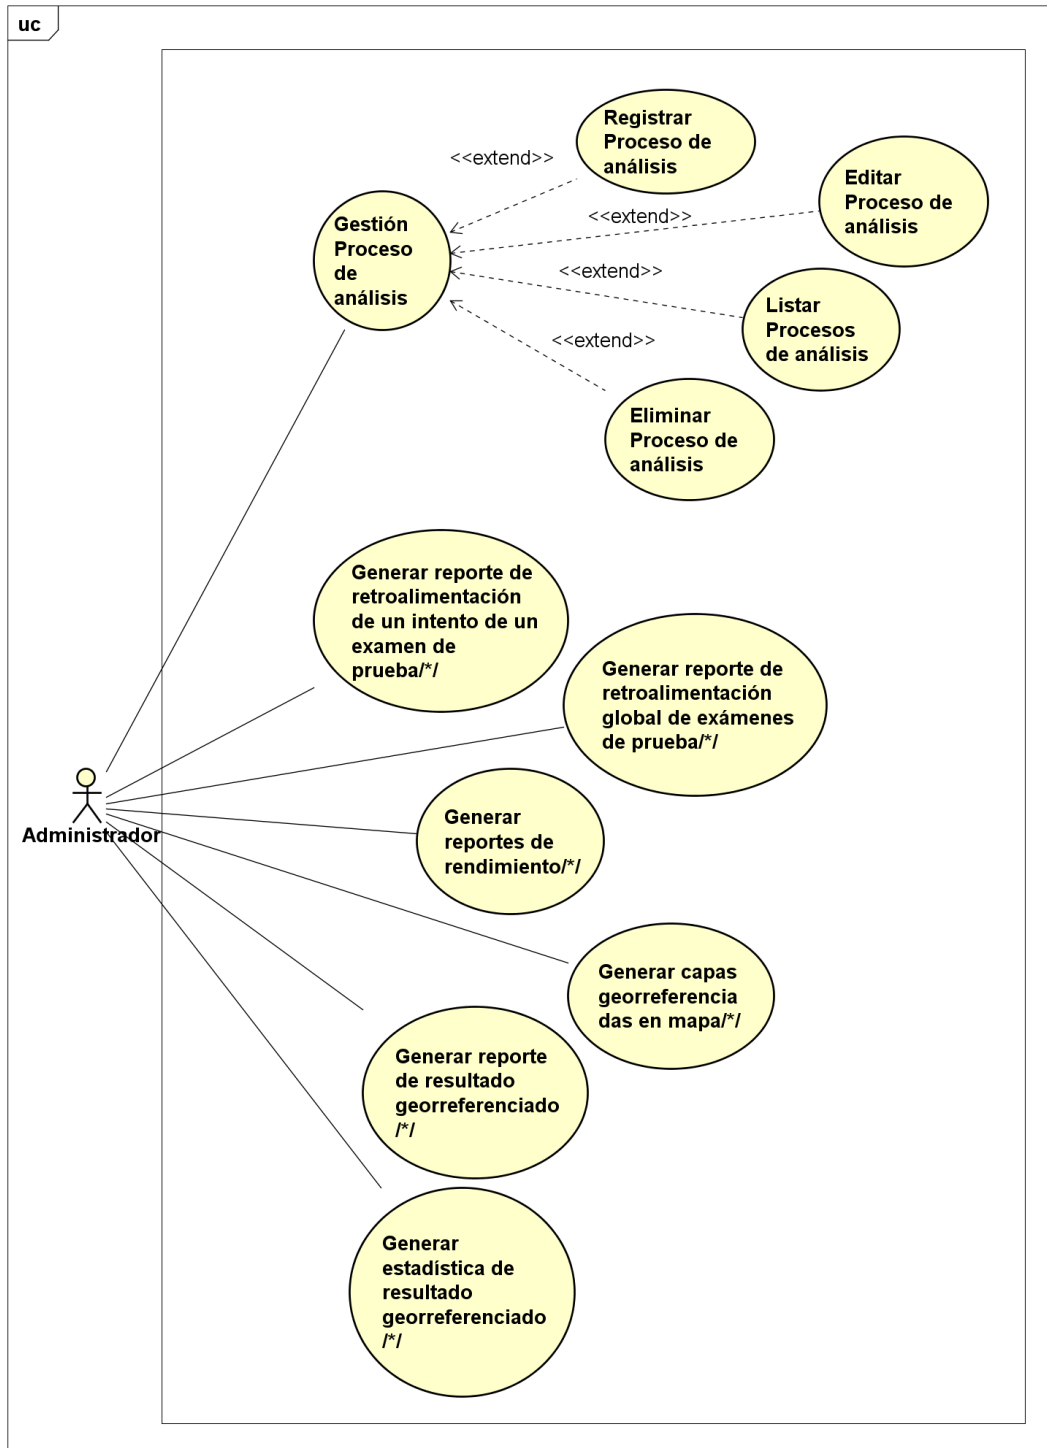 uc
Registrar
Proceso de
análisis
<<extend>>
Editar
Proceso de
análisis
<<extend>>
Gestión
Proceso
de
análisis
<<extend>>
Listar
Procesos
de análisis
<<extend>>
Eliminar
Proceso de
análisis
Generar reporte de
retroalimentación
de un intento de un
examen de
prueba/*/
Generar reporte de
retroalimentación
global de exámenes
de prueba/*/
Administrador
Generar
reportes de
rendimiento/*/
Generar capas
georreferencia
das en mapa/*/
Generar reporte
de resultado
georreferenciado
/*/
Generar
estadística de
resultado
georreferenciado
/*/